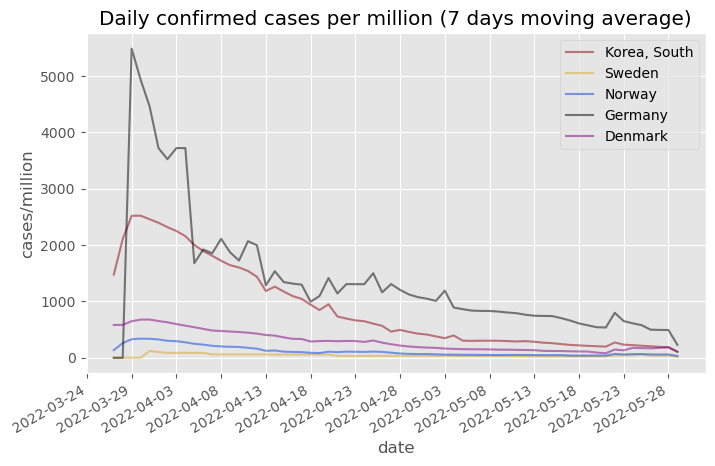 Daily confirmed cases per million (7 days moving average)
Korea, South
Sweden
Norway
Germany
Denmark
cases/million
5000
4000
3000
2000
1000
0
2022-03-24
2022-03-29
2022-04-03
2022-04-08
2022-04-13
2022-04-18
2022-04-23
2022-04-28
2022-05-03
2022-05-08
2022-05-13
2022-05-18
2022-05-23
2022-05-28
date